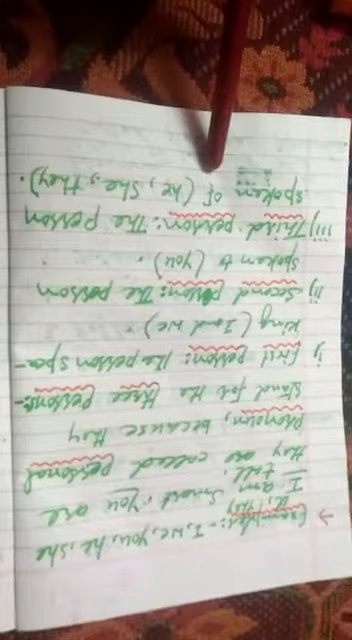 → Examples:- I, we, you, he, she
it, they
I am smart, you are
tall.
they are called personal
pronoun, because they
stand for the three persons:-
i) First person: The person spea-
king (I and we).
ii) Second person: The person
spoken to (you).
iii) Third person: The person
spoken of (he, she, they).